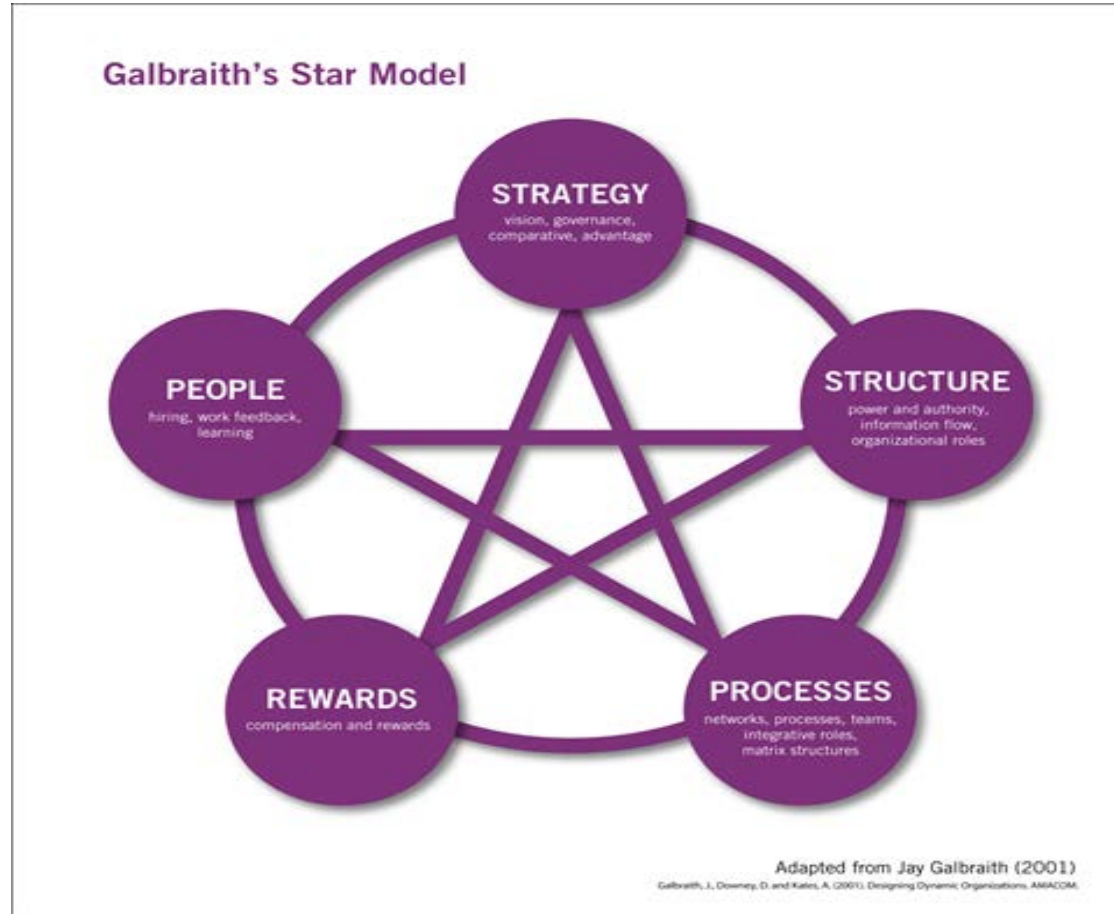 Galbraith's Star Model
STRATEGY
vision, governance,
comparative, advantage
STRUCTURE
power and authority,
information flow,
organizational roles
PROCESSES
networks, processes, teams,
integrative roles,
matrix structures
REWARDS
compensation and rewards
PEOPLE
hiring, work feedback,
learning
Adapted from Jay Galbraith (2001)
Galbraith, J., Downey, D. and Kates, A. (2001). Designing Dynamic Organizations. AMACOM.